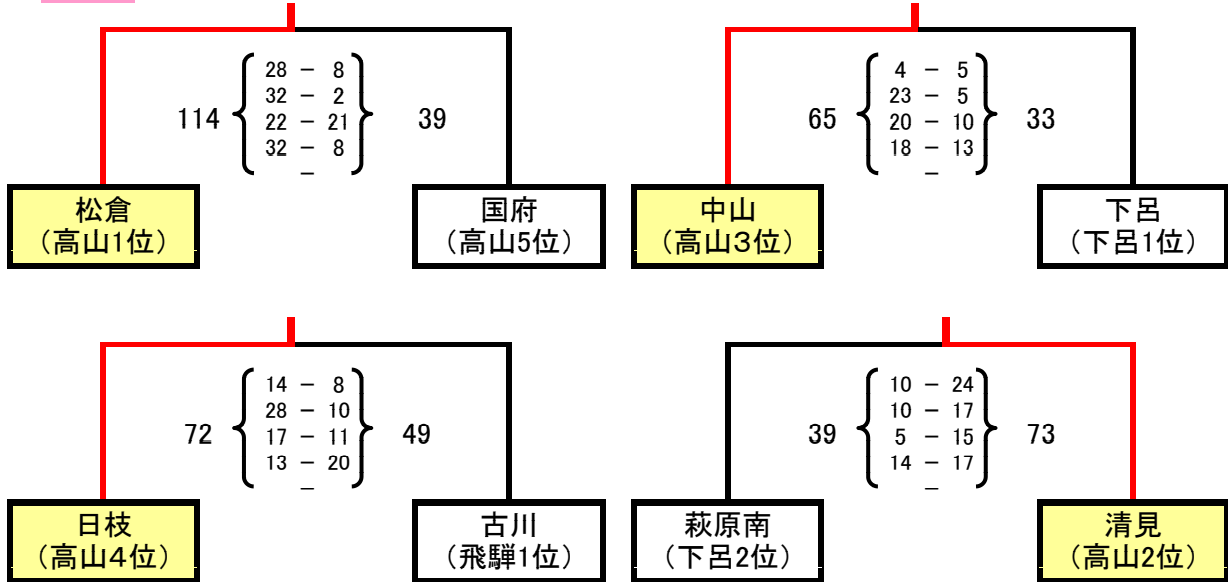 28 － 8
32 － 2
114 22 － 21 39
32 － 8
－
松倉
(高山1位)
国府
(高山5位)
4 － 5
23 － 5
65 20 － 10 33
18 － 13
－
中山
(高山３位)
下呂
(下呂1位)
14 － 8
28 － 10
72 17 － 11 49
13 － 20
－
日枝
(高山４位)
古川
(飛騨1位)
10 － 24
10 － 17
39 5 － 15 73
14 － 17
－
萩原南
(下呂2位)
清見
(高山2位)